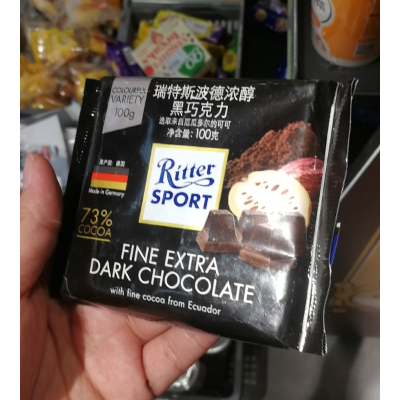 COLOURFUL
VARIETY
100g
瑞特斯波德浓醇
黑巧克力
选取来自厄瓜多尔的可可
净含量: 100克
原产国: 德国
Made in Germany
Ritter
SPORT
73%
COCOA
FINE EXTRA
DARK CHOCOLATE
with fine cocoa from Ecuador